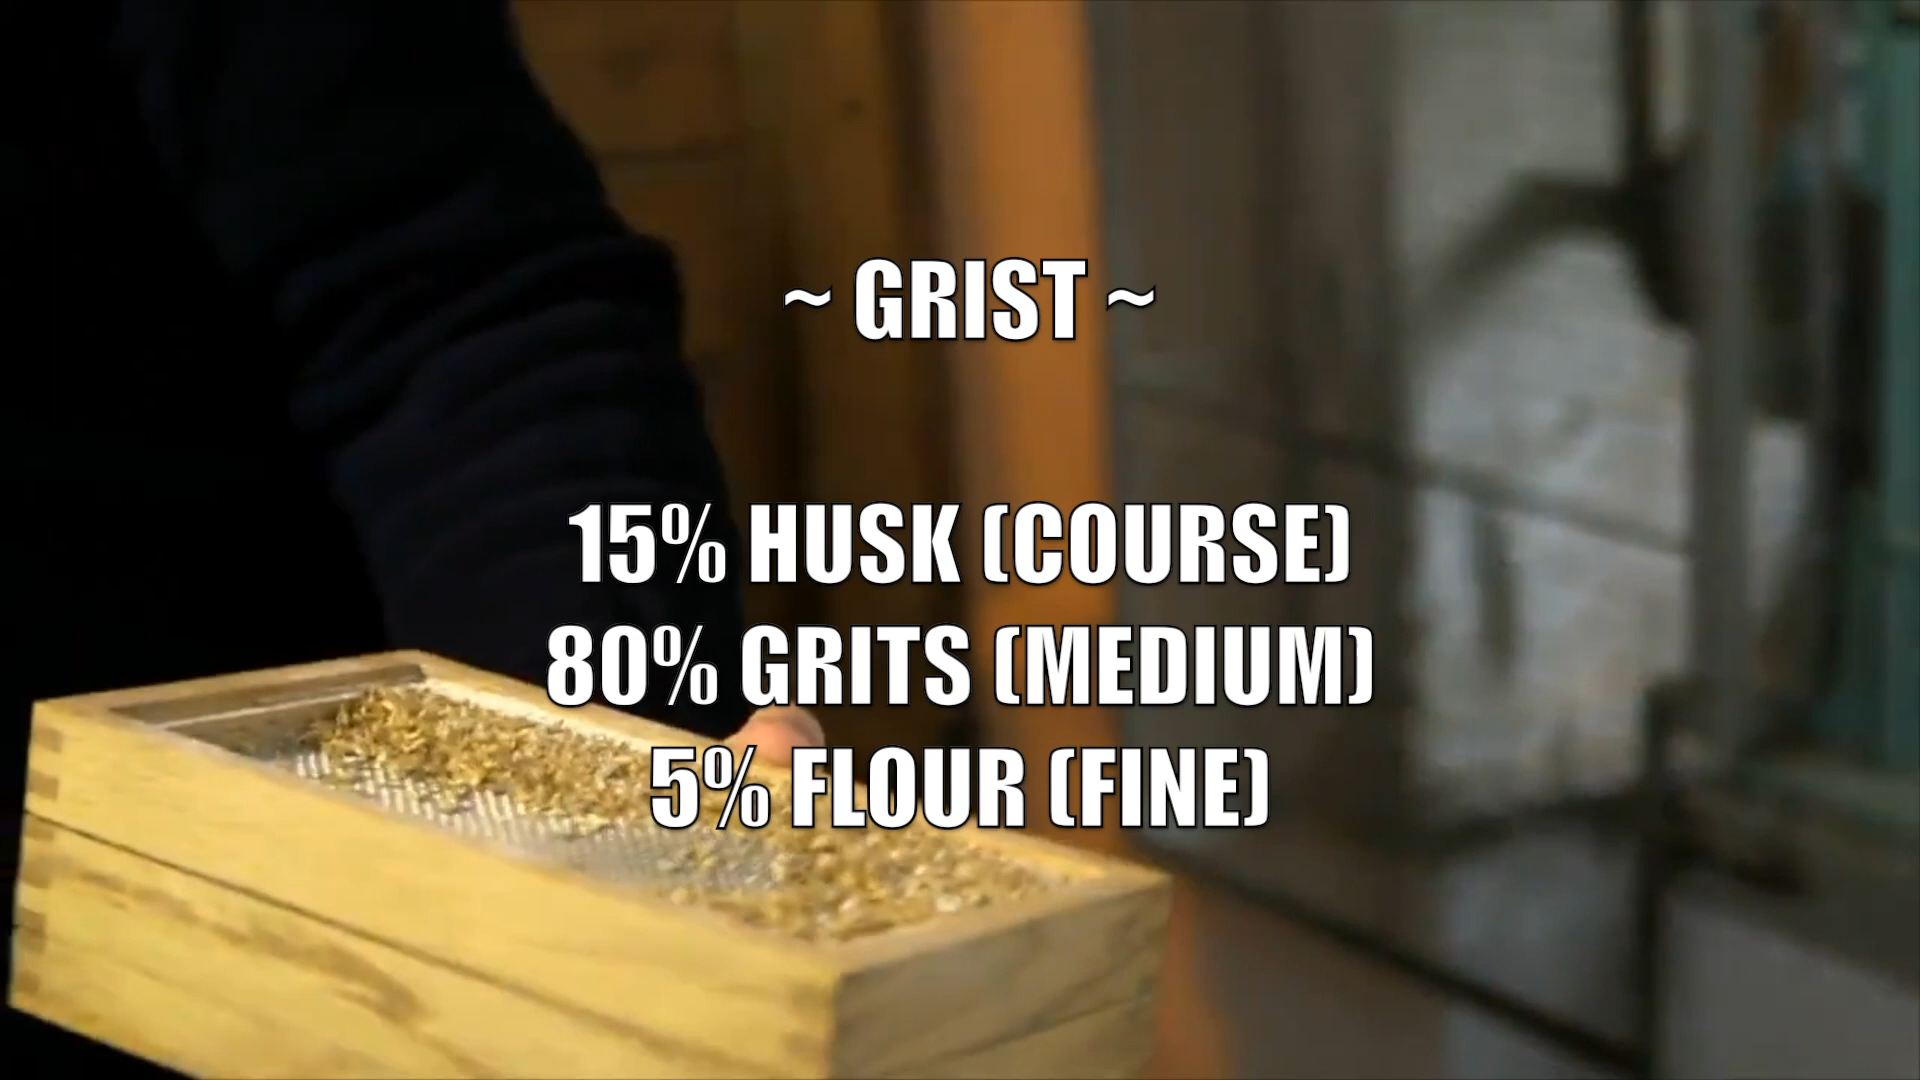 ~ GRIST ~
15% HUSK (COURSE)
80% GRITS (MEDIUM)
5% FLOUR (FINE)